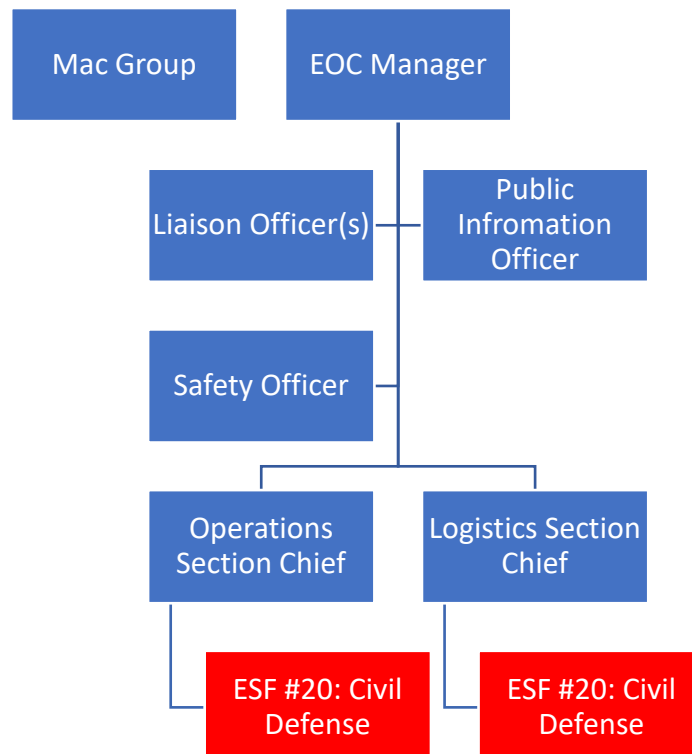 Mac Group
EOC Manager
Liaison Officer(s)
Public
Infromation
Officer
Safety Officer
Operations
Section Chief
Logistics Section
Chief
ESF #20: Civil
Defense
ESF #20: Civil
Defense